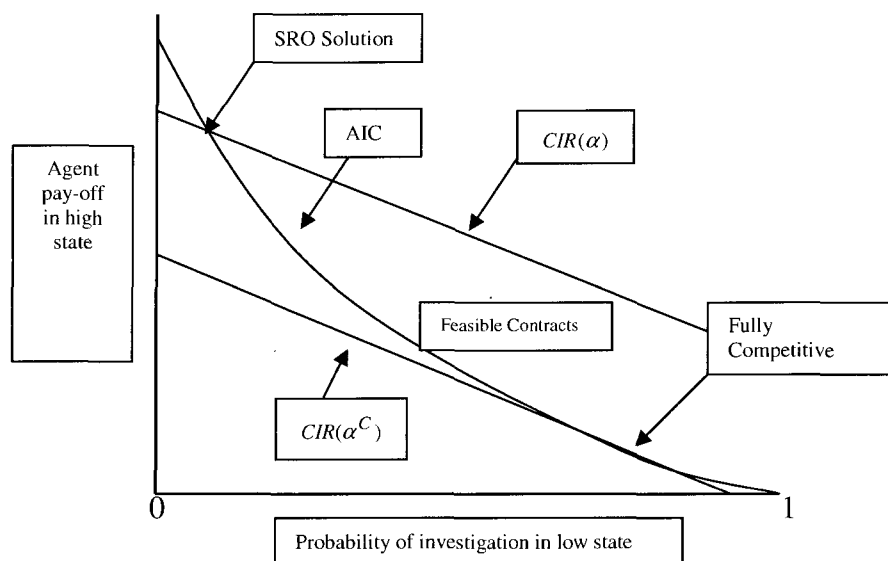 SRO Solution
AIC
CIR(α)
Agent
pay-off
in high
state
Feasible Contracts
Fully
Competitive
CIR(α^C)
0
1
Probability of investigation in low state